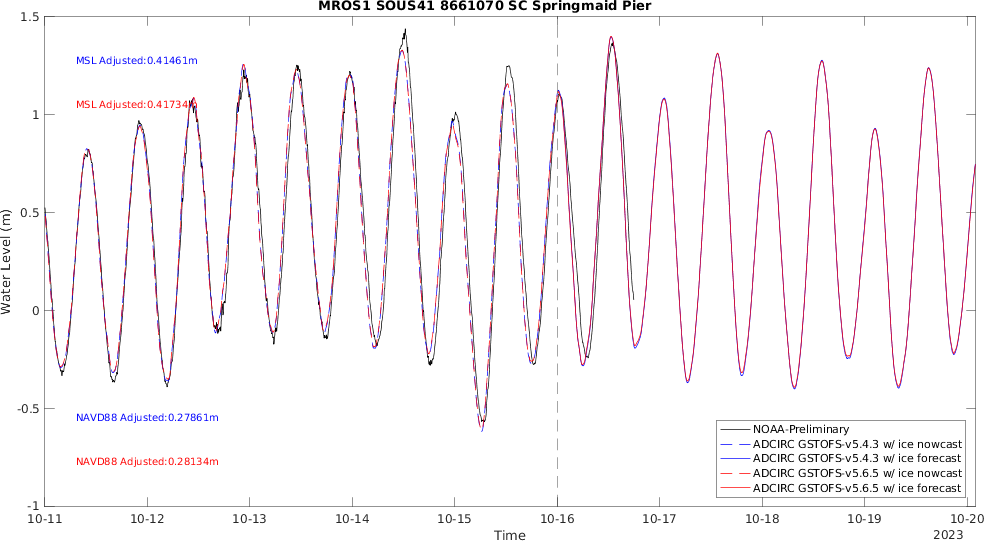 MROS1 SOUS41 8661070 SC Springmaid Pier
1.5
MSL Adjusted:0.41461m
MSL Adjusted:0.41734m
1
0.5
Water Level (m)
0
-0.5
NAVD88 Adjusted:0.27861m
NAVD88 Adjusted:0.28134m
NOAA-Preliminary
ADCIRC GSTOFS-v5.4.3 w/ ice nowcast
ADCIRC GSTOFS-v5.4.3 w/ ice forecast
ADCIRC GSTOFS-v5.6.5 w/ ice nowcast
ADCIRC GSTOFS-v5.6.5 w/ ice forecast
-1
10-11 10-12 10-13 10-14 10-15 10-16 10-17 10-18 10-19 10-20
Time
2023